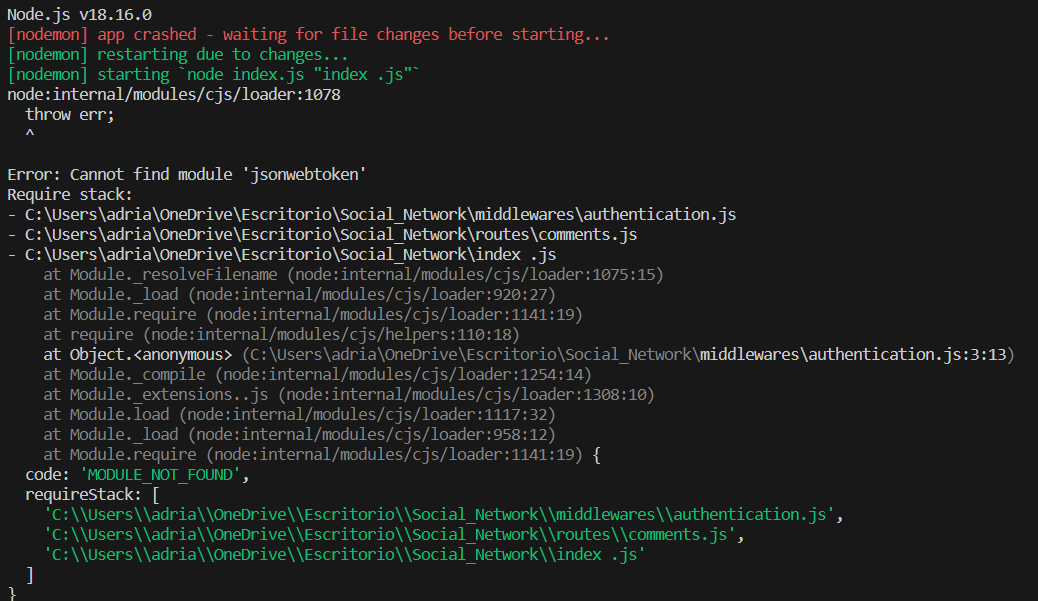 Node.js v18.16.0
[nodemon] app crashed - waiting for file changes before starting...
[nodemon] restarting due to changes...
[nodemon] starting `node index.js "index .js"`
node:internal/modules/cjs/loader:1078
  throw err;
  ^

Error: Cannot find module 'jsonwebtoken'
Require stack:
- C:\Users\adria\OneDrive\Escritorio\Social_Network\middlewares\authentication.js
- C:\Users\adria\OneDrive\Escritorio\Social_Network\routes\comments.js
- C:\Users\adria\OneDrive\Escritorio\Social_Network\index .js
    at Module._resolveFilename (node:internal/modules/cjs/loader:1075:15)
    at Module._load (node:internal/modules/cjs/loader:920:27)
    at Module.require (node:internal/modules/cjs/loader:1141:19)
    at require (node:internal/modules/cjs/helpers:110:18)
    at Object.<anonymous> (C:\Users\adria\OneDrive\Escritorio\Social_Network\middlewares\authentication.js:3:13)
    at Module._compile (node:internal/modules/cjs/loader:1254:14)
    at Module._extensions..js (node:internal/modules/cjs/loader:1308:10)
    at Module.load (node:internal/modules/cjs/loader:1117:32)
    at Module._load (node:internal/modules/cjs/loader:958:12)
    at Module.require (node:internal/modules/cjs/loader:1141:19) {
  code: 'MODULE_NOT_FOUND',
  requireStack: [
    'C:\\Users\\adria\\OneDrive\\Escritorio\\Social_Network\\middlewares\\authentication.js',
    'C:\\Users\\adria\\OneDrive\\Escritorio\\Social_Network\\routes\\comments.js',
    'C:\\Users\\adria\\OneDrive\\Escritorio\\Social_Network\\index .js'
  ]
}